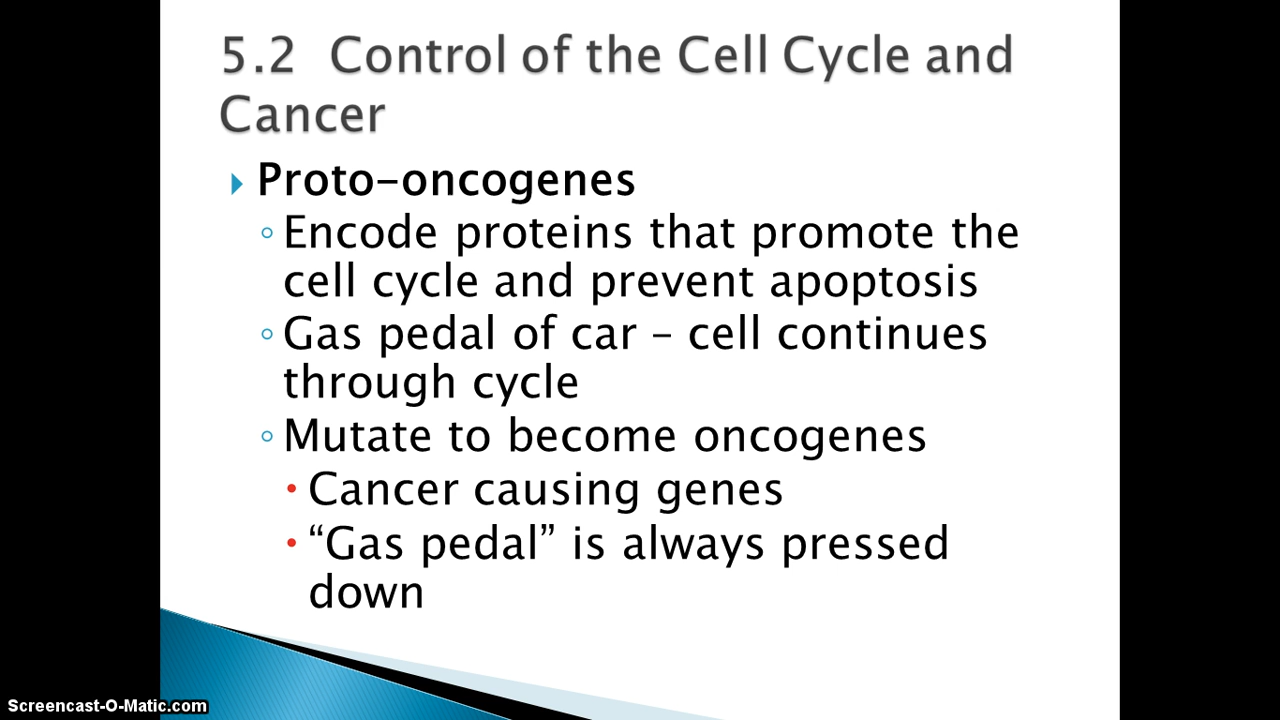 5.2 Control of the Cell Cycle and
Cancer
Proto-oncogenes
Encode proteins that promote the
cell cycle and prevent apoptosis
Gas pedal of car – cell continues
through cycle
Mutate to become oncogenes
Cancer causing genes
“Gas pedal” is always pressed
down
Screencast-O-Matic.com